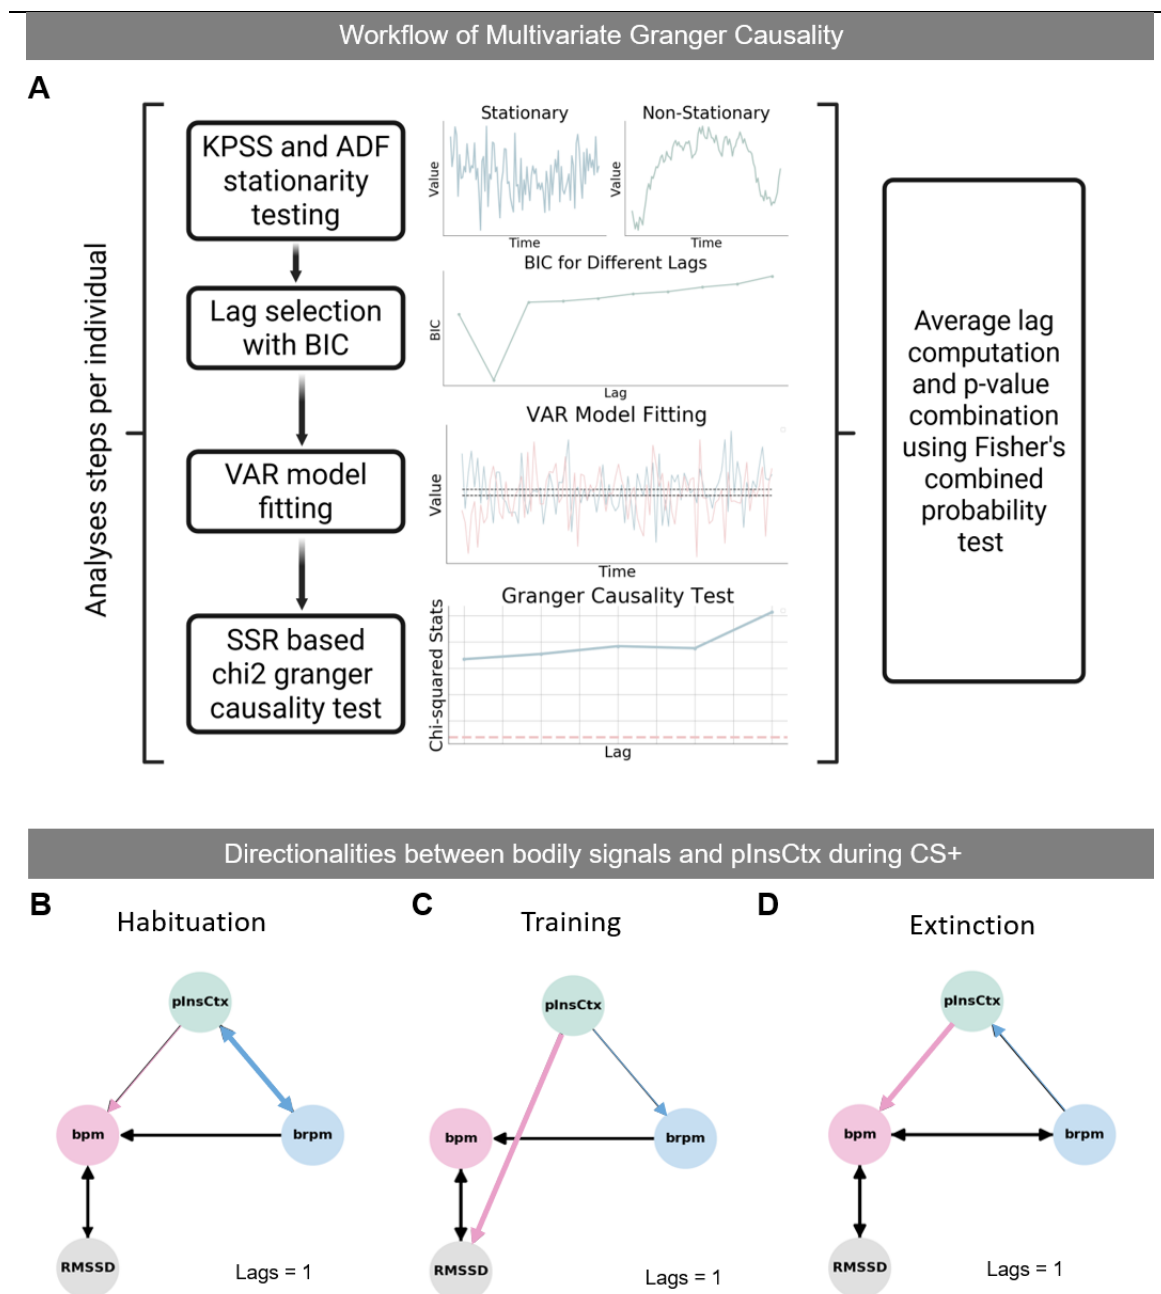 Workflow of Multivariate Granger Causality
A
Analyses steps per individual
KPSS and ADF
stationarity
testing
Lag selection
with BIC
VAR model
fitting
SSR based
chi2 granger
causality test
Stationary
Value
Time
Non-Stationary
Value
Time
BIC for Different Lags
BIC
Lag
VAR Model Fitting
Value
Time
Granger Causality Test
Chi-squared Stats
Lag
Average lag
computation
and p-value
combination
using Fisher's
combined
probability
test
Directionalities between bodily signals and pInsCtx during CS+
B
Habituation
pInsCtx
bpm
brpm
RMSSD
Lags = 1
C
Training
pInsCtx
bpm
brpm
RMSSD
Lags = 1
D
Extinction
pInsCtx
bpm
brpm
RMSSD
Lags = 1